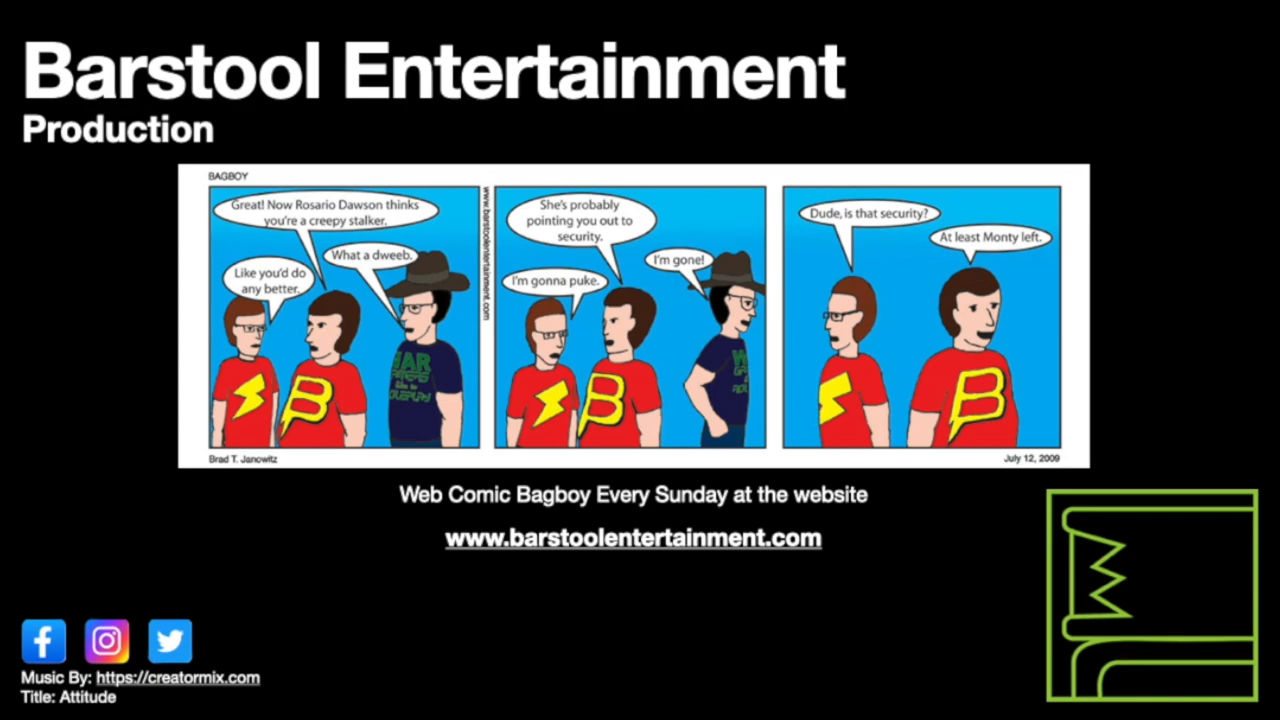 Barstool Entertainment
Production
BAGBOY
Great! Now Rosario Dawson thinks
you're a creepy stalker.
What a dweeb.
Like you'd do
any better.
www.barstoolentertainment.com
She's probably
pointing you out to
security.
I'm gone!
I'm gonna puke.
Dude, is that security?
At least Monty left.
Brad T. Janowitz
July 12, 2009
Web Comic Bagboy Every Sunday at the website
www.barstoolentertainment.com
Music By: https://creatormix.com
Title: Attitude